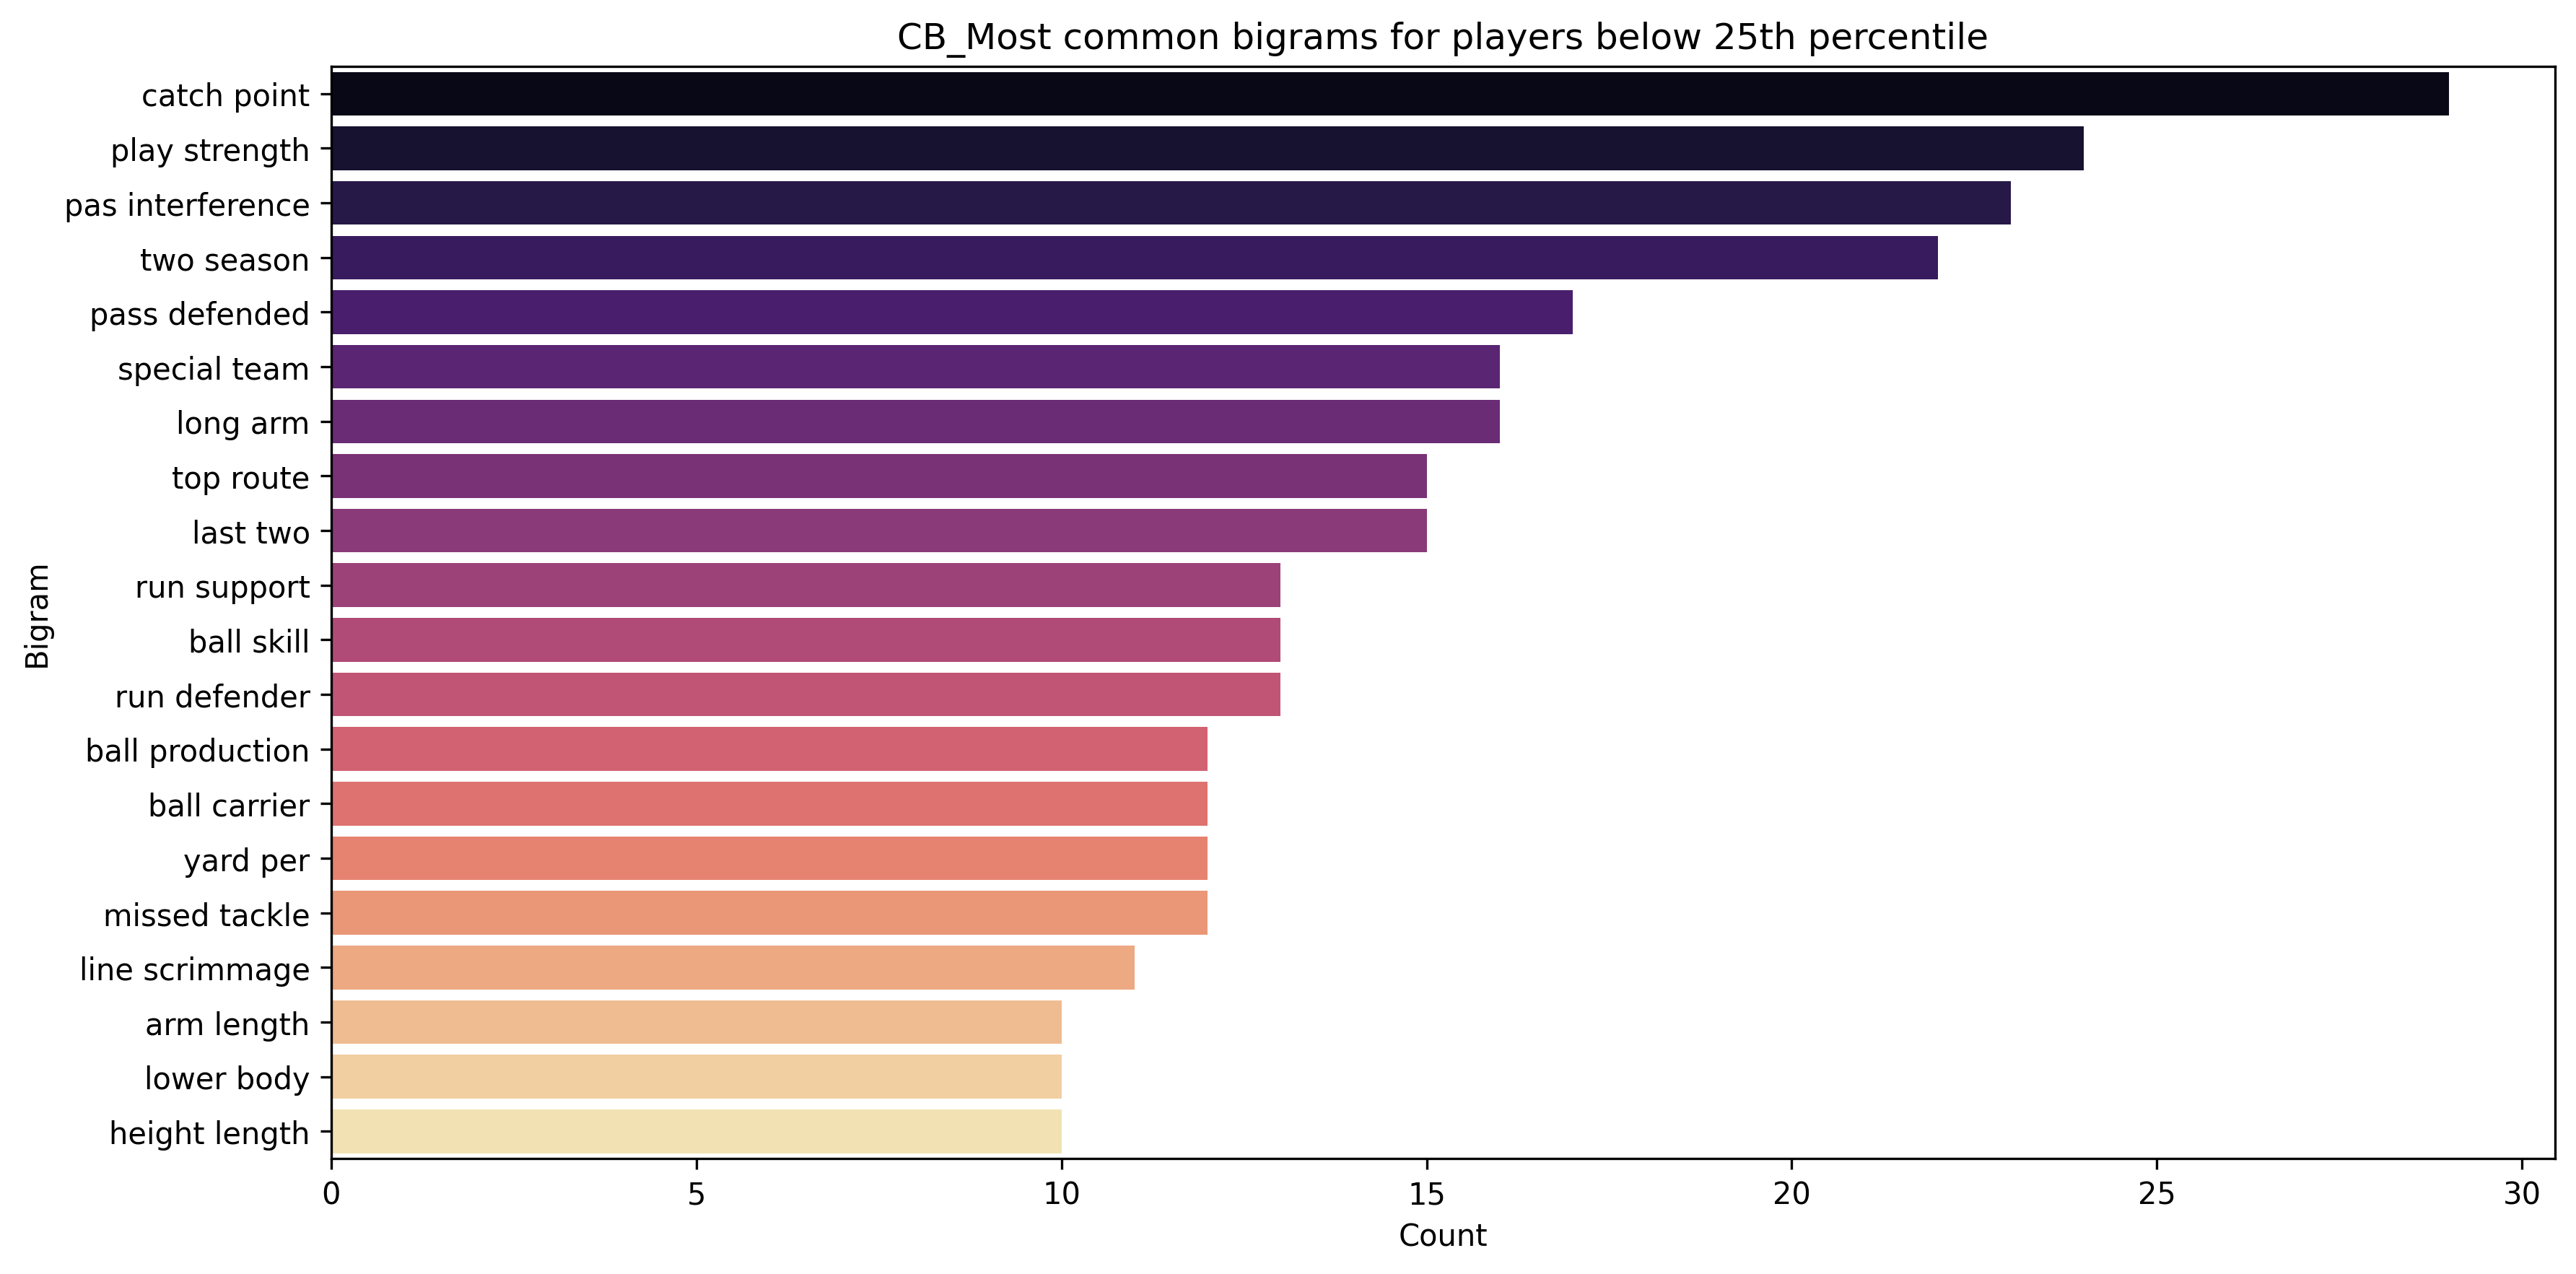 CB_Most common bigrams for players below 25th percentile
catch point
play strength
pas interference
two season
pass defended
special team
long arm
top route
last two
run support
ball skill
run defender
ball production
ball carrier
yard per
missed tackle
line scrimmage
arm length
lower body
height length
Bigram
0 5 10 15 20 25 30
Count